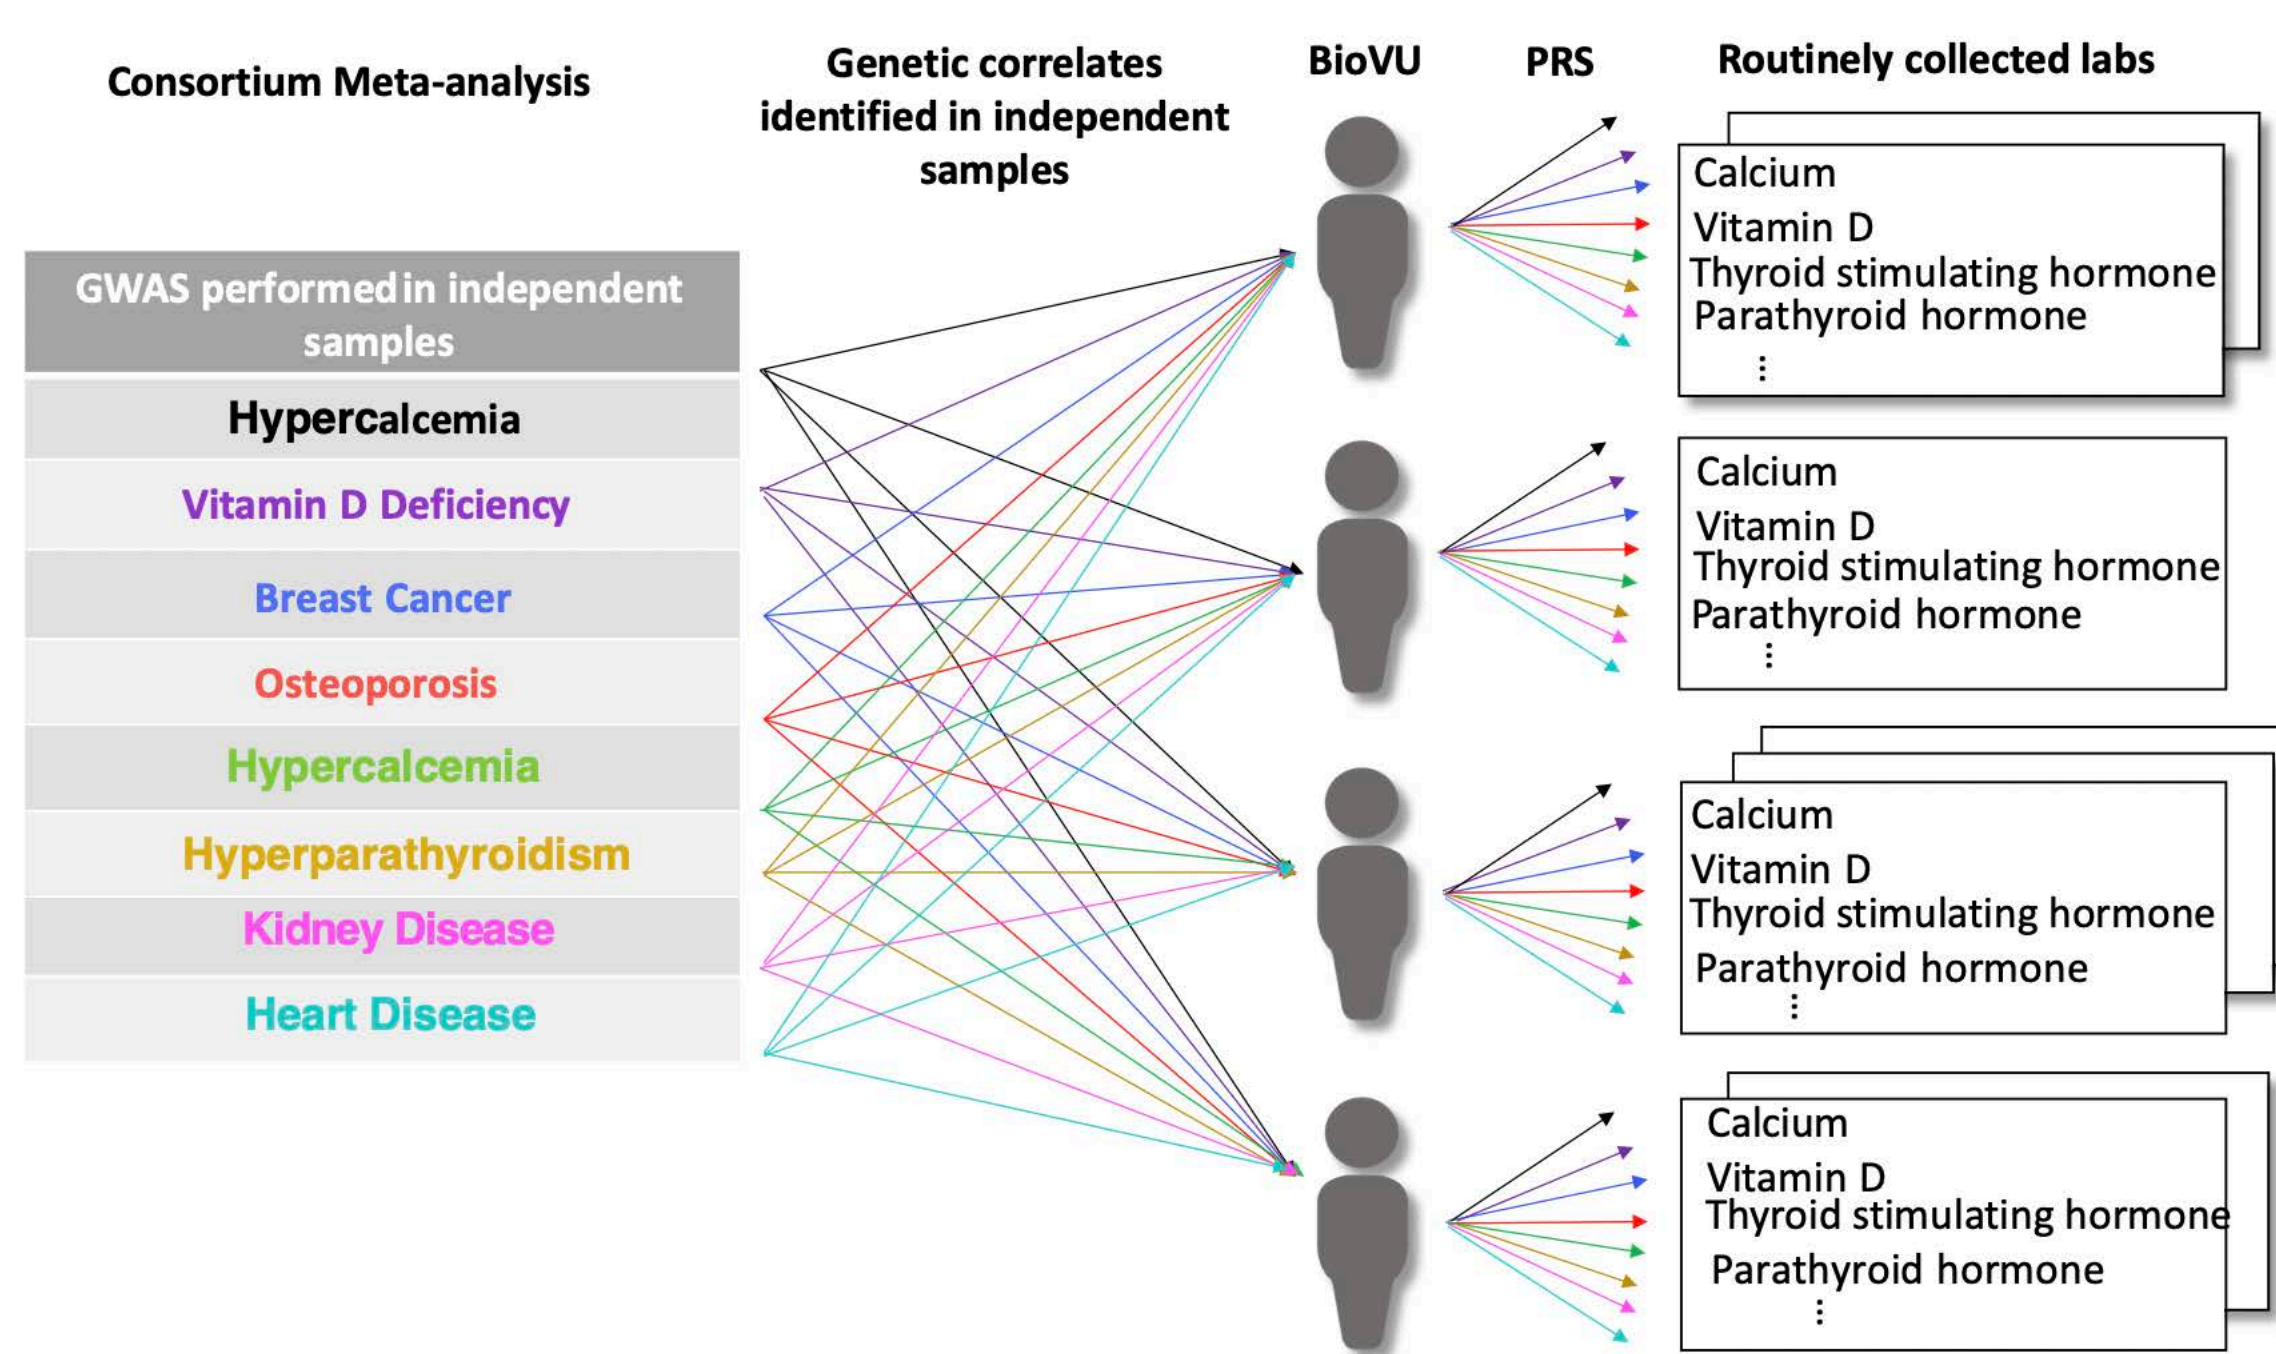 Consortium Meta-analysis
Genetic correlates
identified in independent
samples
BioVU
PRS
Routinely collected labs
GWAS performed in independent
samples
Hypercalcemia
Vitamin D Deficiency
Breast Cancer
Osteoporosis
Hypercalcemia
Hyperparathyroidism
Kidney Disease
Heart Disease
Calcium
Vitamin D
Thyroid stimulating hormone
Parathyroid hormone
⋮
Calcium
Vitamin D
Thyroid stimulating hormone
Parathyroid hormone
⋮
Calcium
Vitamin D
Thyroid stimulating hormone
Parathyroid hormone
⋮
Calcium
Vitamin D
Thyroid stimulating hormone
Parathyroid hormone
⋮